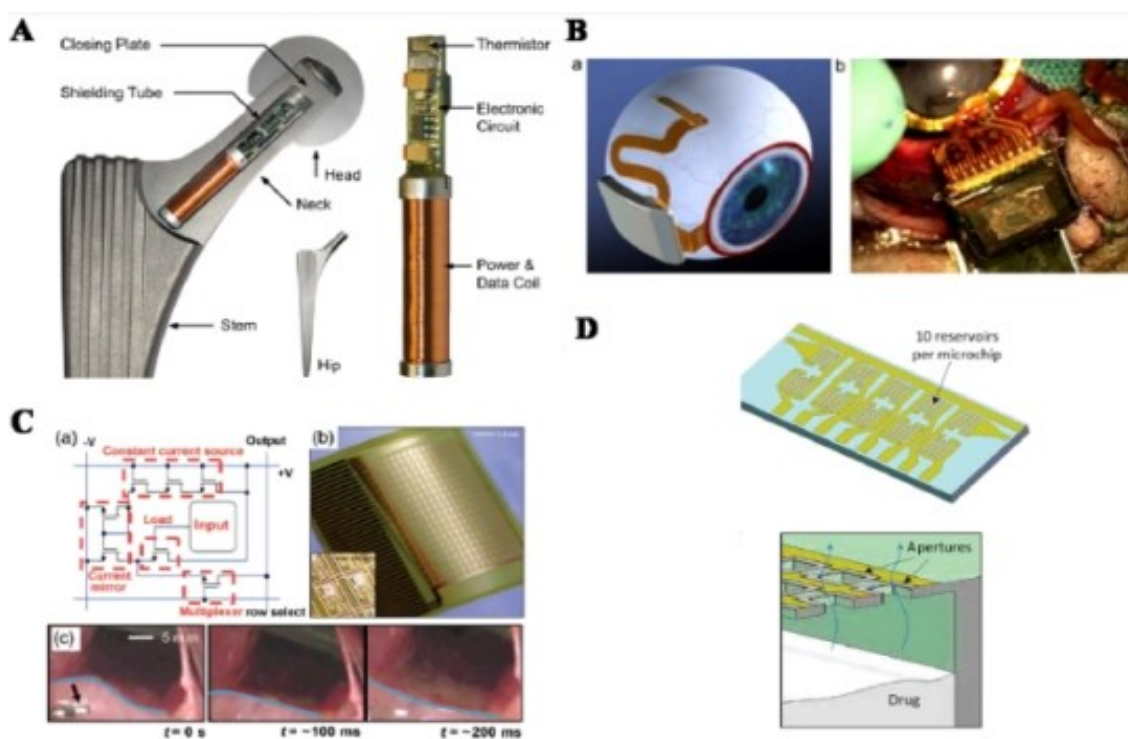 A
Closing Plate
Shielding Tube
Head
Neck
Stem
Hip
Thermistor
Electronic
Circuit
Power &
Data Coil
B
a
b
C
(a)
-V
Output
Constant current source
+V
Load
Input
Current
mirror
Multiplexer row select
(b)
(c)
5 mm
t = 0 s
t = ~100 ms
t = ~200 ms
D
10 reservoirs
per microchip
Apertures
Drug